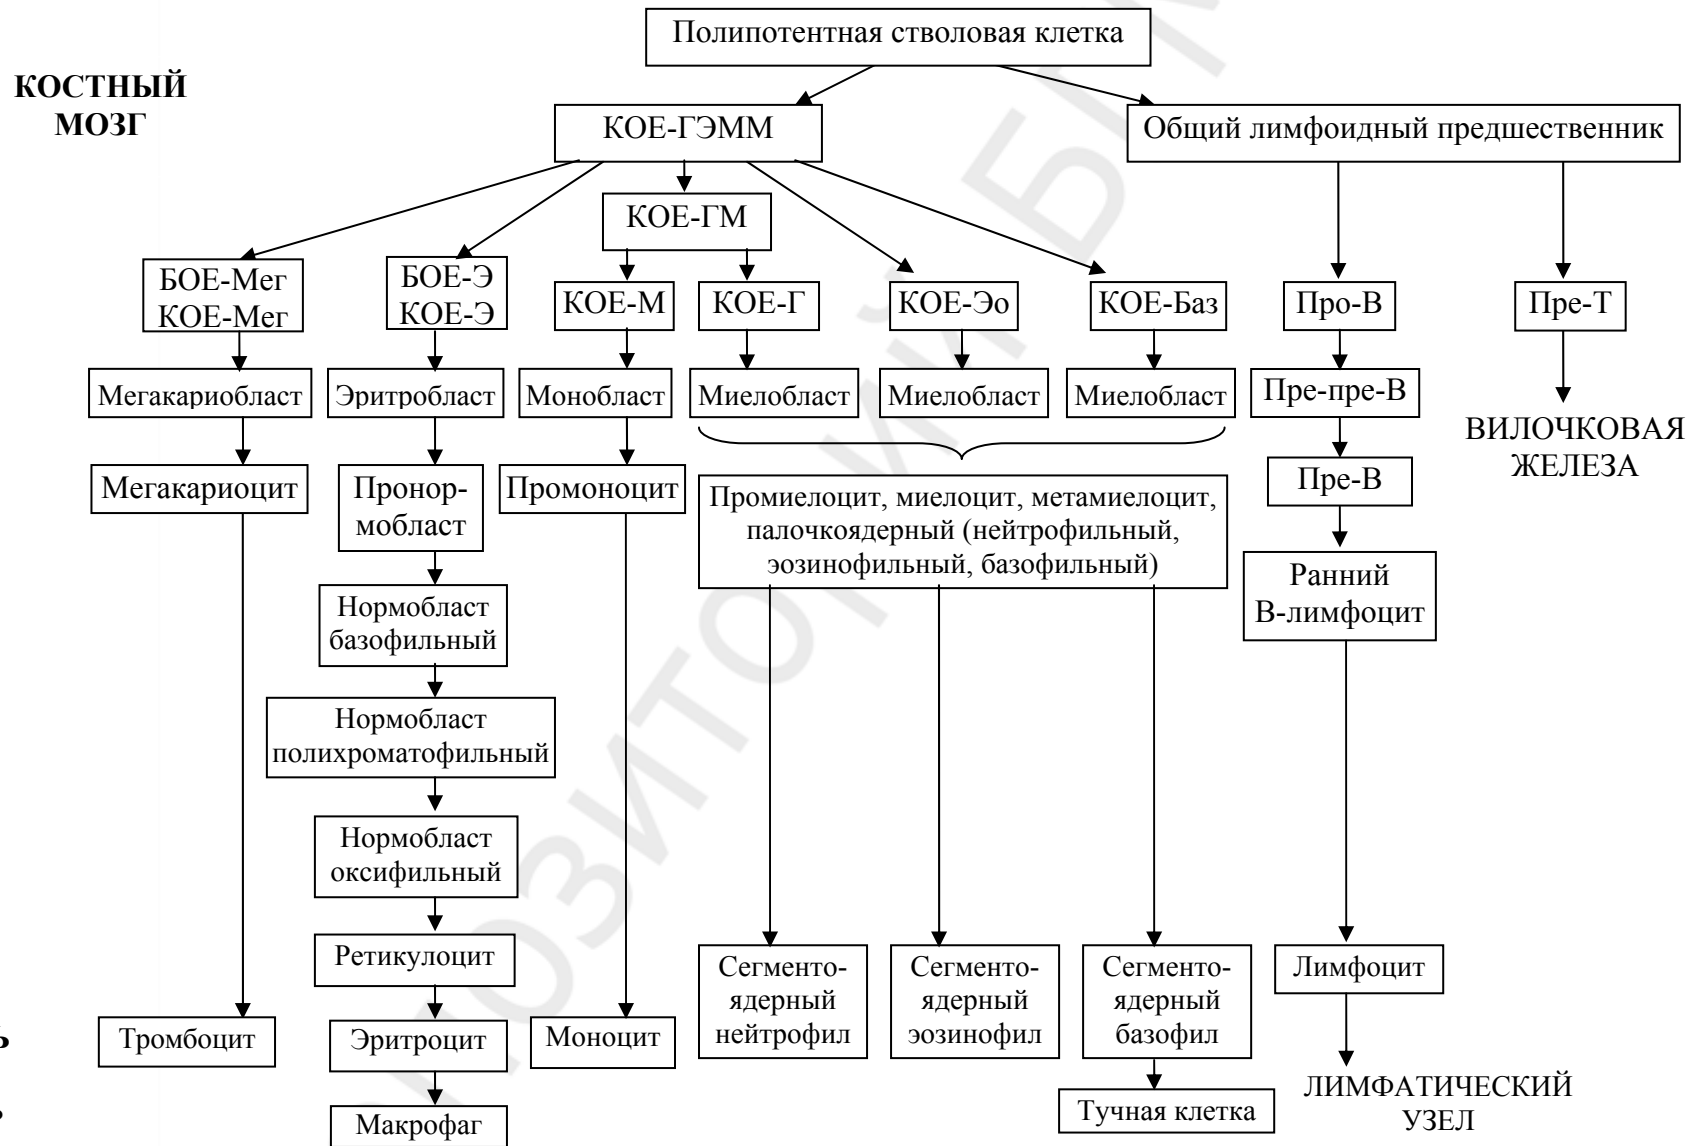 Полипотентная стволовая клетка
КОСТНЫЙ
МОЗГ
КОЕ-ГЭММ
Общий лимфоидный предшественник
КОЕ-ГМ
БОЕ-Мег
КОЕ-Мег
БОЕ-Э
КОЕ-Э
КОЕ-М
КОЕ-Г
КОЕ-Эо
КОЕ-Баз
Про-В
Пре-Т
Мегакариобласт
Эритробласт
Монобласт
Миелобласт
Миелобласт
Миелобласт
Пре-пре-В
ВИЛОЧКОВАЯ
ЖЕЛЕЗА
Мегакариоцит
Пронор-
мобласт
Промоноцит
Промиелоцит, миелоцит, метамиелоцит,
палочкоядерный (нейтрофильный,
эозинофильный, базофильный)
Пре-В
Ранний
В-лимфоцит
Нормобласт
базофильный
Нормобласт
полихроматофильный
Нормобласт
оксифильный
Ретикулоцит
Сегменто-
ядерный
нейтрофил
Сегменто-
ядерный
эозинофил
Сегменто-
ядерный
базофил
Лимфоцит
Тромбоцит
Эритроцит
Моноцит
Макрофаг
Тучная клетка
ЛИМФАТИЧЕСКИЙ
УЗЕЛ